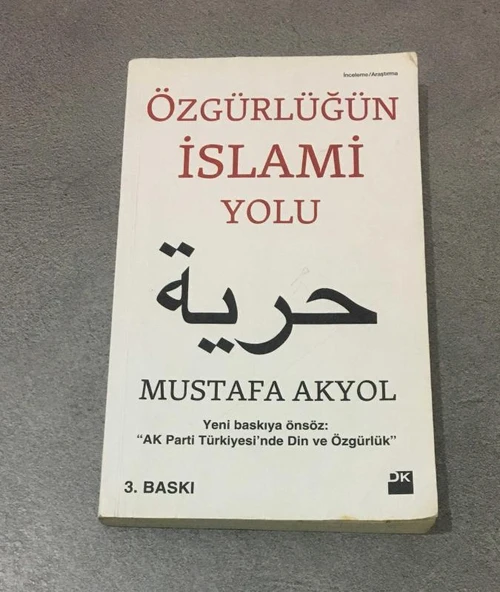 İnceleme/Araştırma
ÖZGÜRLÜĞÜN
İSLAMİ
YOLU
حرية
MUSTAFA AKYOL
Yeni baskıya önsöz:
“AK Parti Türkiyesi’nde Din ve Özgürlük”
3. BASKI
DK